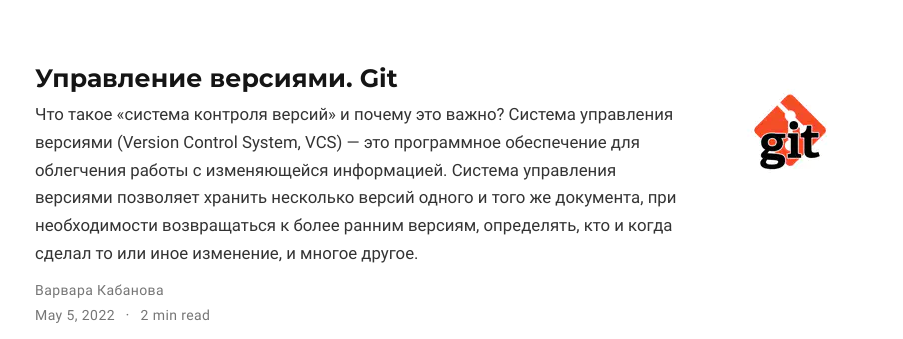 Управление версиями. Git
Что такое «система контроля версий» и почему это важно? Система управления
версиями (Version Control System, VCS) — это программное обеспечение для
облегчения работы с изменяющейся информацией. Система управления
версиями позволяет хранить несколько версий одного и того же документа, при
необходимости возвращаться к более ранним версиям, определять, кто и когда
сделал то или иное изменение, и многое другое.
Варвара Кабанова
May 5, 2022 · 2 min read
git